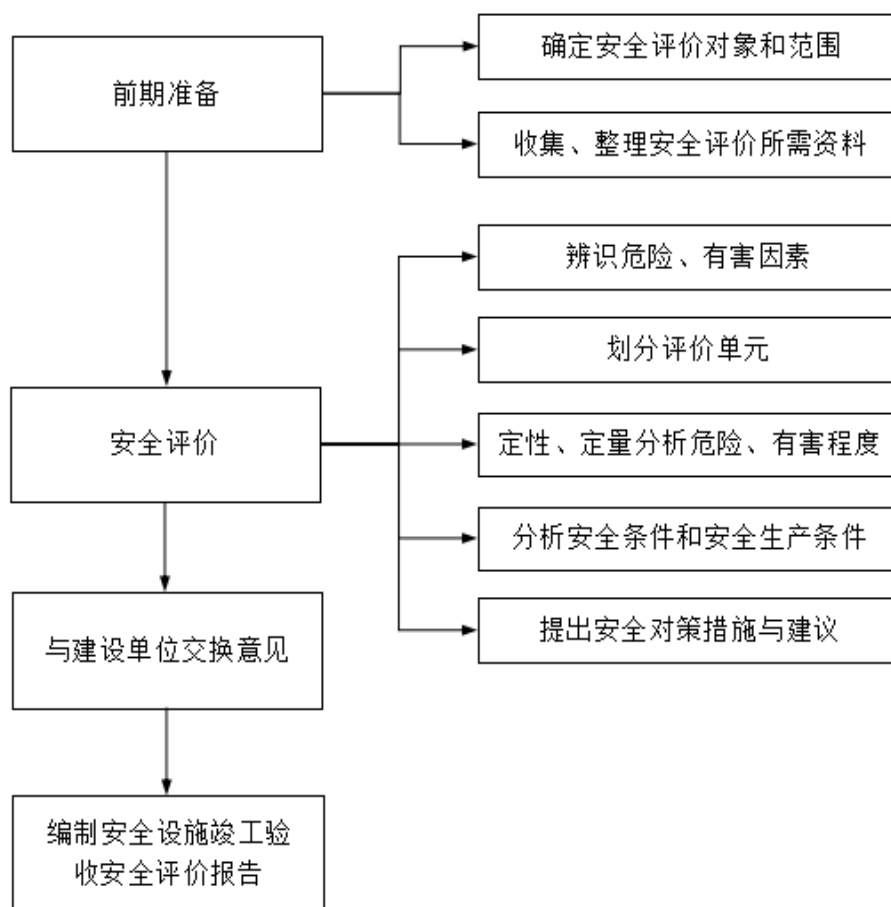 前期准备
确定安全评价对象和范围
收集、整理安全评价所需资料
安全评价
辨识危险、有害因素
划分评价单元
定性、定量分析危险、有害程度
分析安全条件和安全生产条件
提出安全对策措施与建议
与建设单位交换意见
编制安全设施竣工验
收安全评价报告